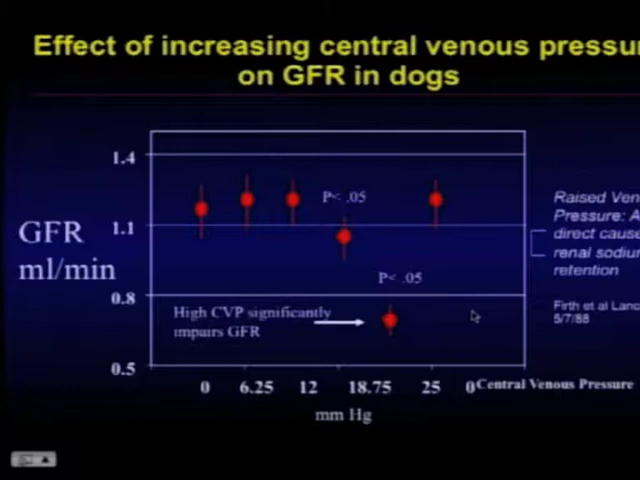 Effect of increasing central venous pressu
on GFR in dogs
1.4
1.1
0.8
0.5
GFR
ml/min
P< .05
P< .05
High CVP significantly
impairs GFR
0 6.25 12 18.75 25 0
Central Venous Pressure
mm Hg
Raised Ven
Pressure: A
direct cause
renal sodiu
retention
Firth et al Lanc
5/7/88